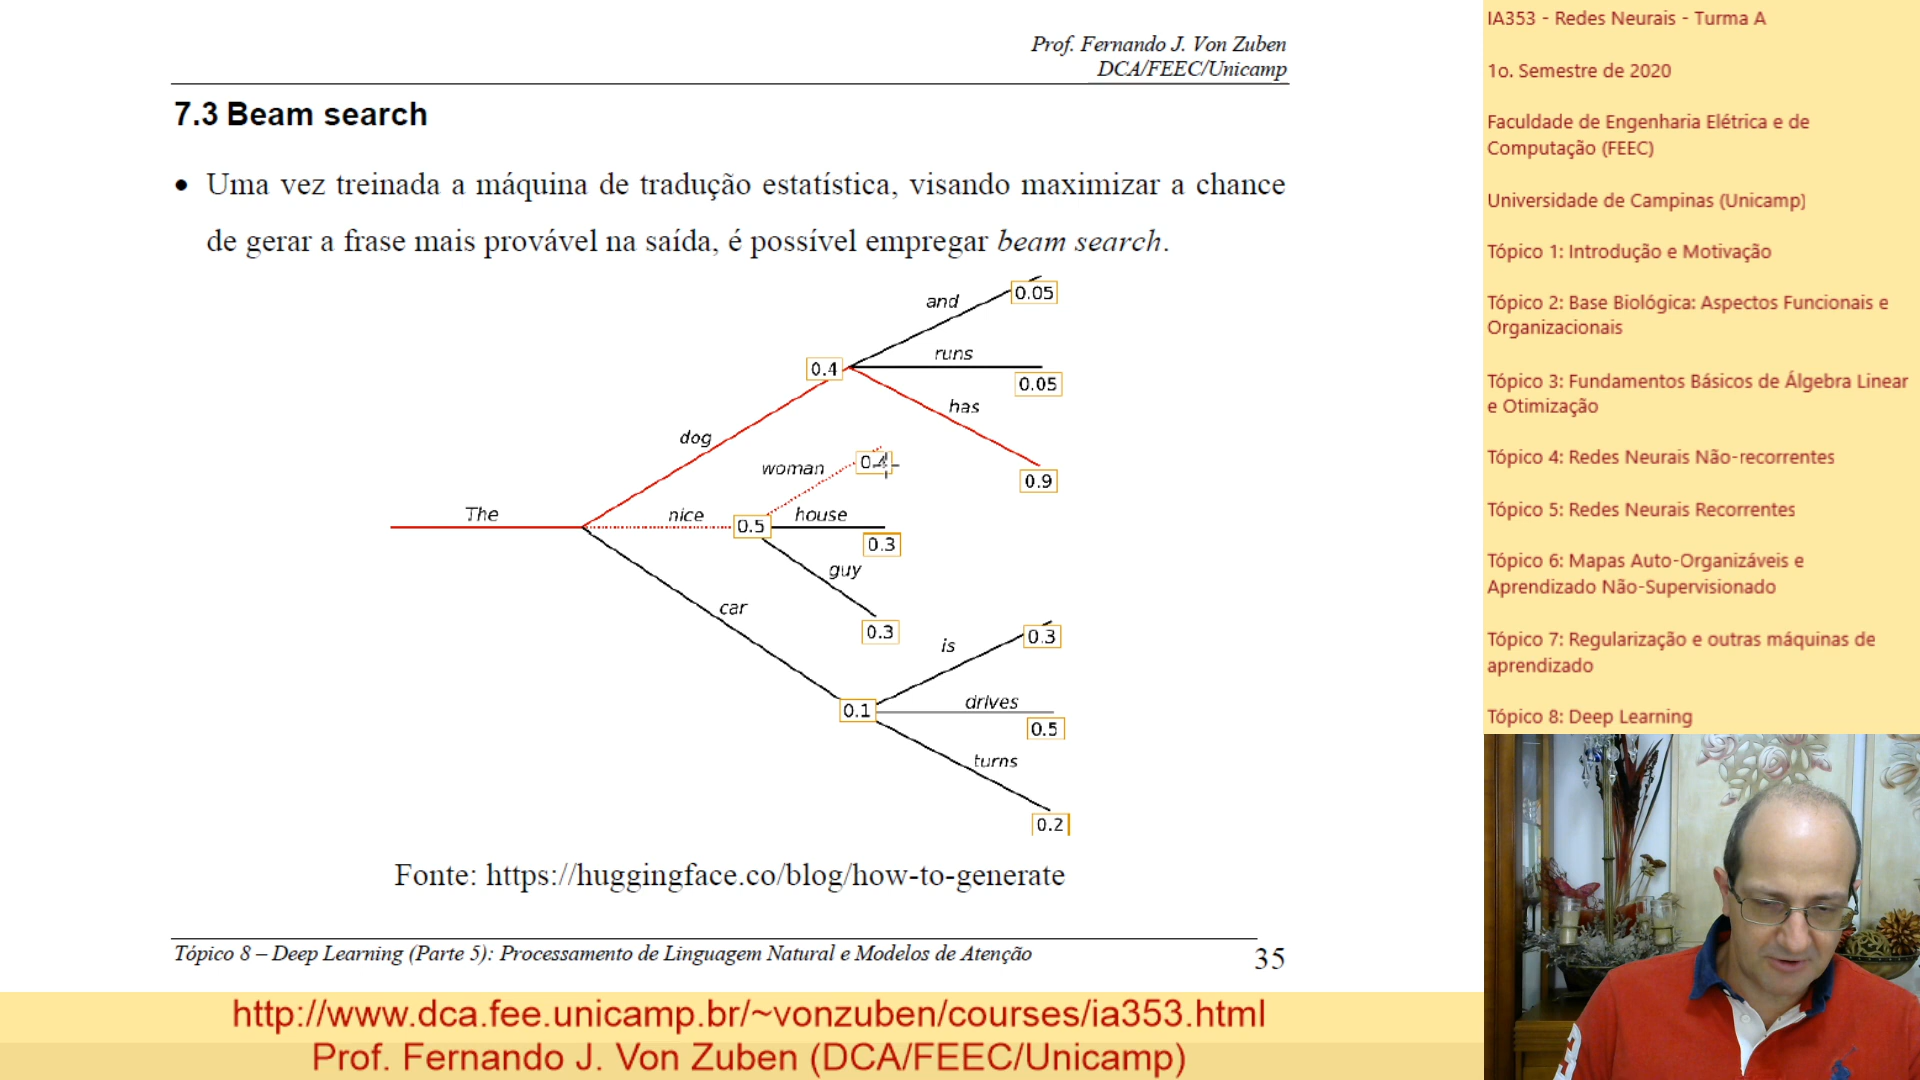 Prof. Fernando J. Von Zuben
DCA/FEEC/Unicamp
7.3 Beam search
• Uma vez treinada a máquina de tradução estatística, visando maximizar a chance
de gerar a frase mais provável na saída, é possível empregar beam search.
and
0.05
runs
0.4
0.05
has
dog
woman
0.4
0.9
The
nice
0.5
house
0.3
guy
car
0.3
is
0.3
drives
0.1
0.5
turns
0.2
Fonte: https://huggingface.co/blog/how-to-generate
Tópico 8 – Deep Learning (Parte 5): Processamento de Linguagem Natural e Modelos de Atenção
35
http://www.dca.fee.unicamp.br/~vonzuben/courses/ia353.html
Prof. Fernando J. Von Zuben (DCA/FEEC/Unicamp)
IA353 - Redes Neurais - Turma A
1o. Semestre de 2020
Faculdade de Engenharia Elétrica e de
Computação (FEEC)
Universidade de Campinas (Unicamp)
Tópico 1: Introdução e Motivação
Tópico 2: Base Biológica: Aspectos Funcionais e
Organizacionais
Tópico 3: Fundamentos Básicos de Álgebra Linear
e Otimização
Tópico 4: Redes Neurais Não-recorrentes
Tópico 5: Redes Neurais Recorrentes
Tópico 6: Mapas Auto-Organizáveis e
Aprendizado Não-Supervisionado
Tópico 7: Regularização e outras máquinas de
aprendizado
Tópico 8: Deep Learning
3